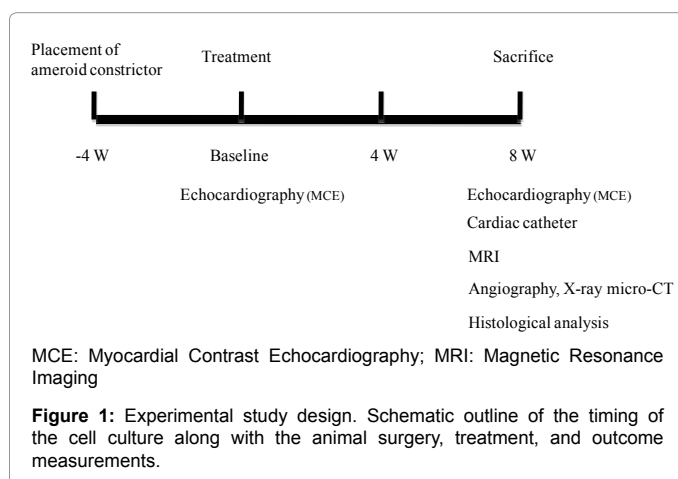 Placement of
ameroid constrictor
Treatment
Sacrifice
-4 W
Baseline
4 W
8 W
Echocardiography (MCE)
Echocardiography (MCE)
Cardiac catheter
MRI
Angiography, X-ray micro-CT
Histological analysis
MCE: Myocardial Contrast Echocardiography; MRI: Magnetic Resonance
Imaging
Figure 1: Experimental study design. Schematic outline of the timing of
the cell culture along with the animal surgery, treatment, and outcome
measurements.